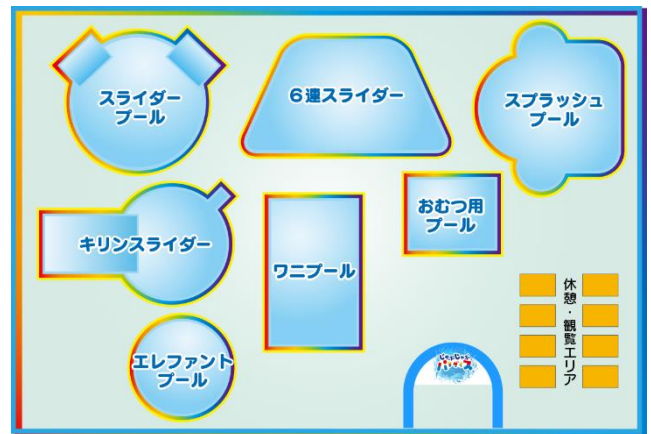 スライダー
プール
6連スライダー
スプラッシュ
プール
おむつ用
プール
キリンスライダー
ワニプール
エレファント
プール
休憩・観覧エリア